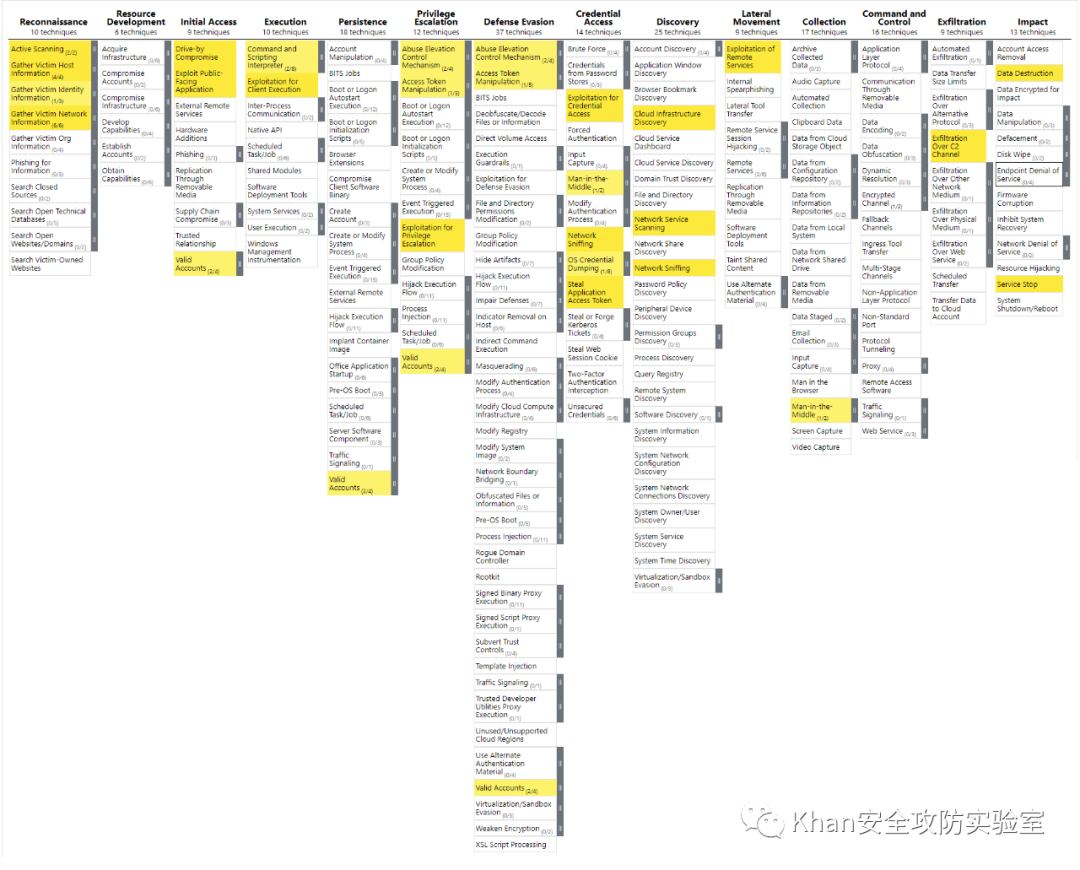 Reconnaissance
10 techniques
Active Scanning (2/2)
Gather Victim Host
Information (4/4)
Gather Victim Identity
Information (1/3)
Gather Victim Network
Information (6/6)
Gather Victim Org
Information (0/4)
Phishing for
Information (0/3)
Search Closed
Sources (0/2)
Search Open Technical
Databases (0/5)
Search Open
Websites/Domains (0/2)
Search Victim-Owned
Websites
Resource
Development
6 techniques
Acquire
Infrastructure (0/6)
Compromise
Accounts (0/2)
Compromise
Infrastructure (0/6)
Develop
Capabilities (0/4)
Establish
Accounts (0/2)
Obtain
Capabilities (0/6)
Initial Access
9 techniques
Drive-by
Compromise
Exploit Public-
Facing
Application
External Remote
Services
Hardware
Additions
Phishing (0/3)
Replication
Through
Removable
Media
Supply Chain
Compromise (0/3)
Trusted
Relationship
Valid
Accounts (2/4)
Execution
10 techniques
Command and
Scripting
Interpreter (2/8)
Exploitation for
Client Execution
Inter-Process
Communication (0/2)
Native API
Scheduled
Task/Job (0/6)
Shared Modules
Software
Deployment Tools
System Services (0/2)
User Execution (0/2)
Windows
Management
Instrumentation
Persistence
18 techniques
Account
Manipulation (0/4)
BITS Jobs
Boot or Logon
Autostart
Execution (0/12)
Boot or Logon
Initialization
Scripts (0/5)
Browser
Extensions
Compromise
Client Software
Binary
Create
Account (0/3)
Create or Modify
System
Process (0/4)
Event Triggered
Execution (0/15)
External Remote
Services
Hijack Execution
Flow (0/11)
Implant Container
Image
Office Application
Startup (0/6)
Pre-OS Boot (0/5)
Scheduled
Task/Job (0/6)
Server Software
Component (0/3)
Traffic
Signaling (0/1)
Valid
Accounts (2/4)
Privilege
Escalation
12 techniques
Abuse Elevation
Control
Mechanism (2/4)
Access Token
Manipulation (1/5)
Boot or Logon
Autostart
Execution (0/12)
Boot or Logon
Initialization
Scripts (0/5)
Create or Modify
System
Process (0/4)
Event Triggered
Execution (0/15)
Exploitation for
Privilege
Escalation
Group Policy
Modification
Hijack Execution
Flow (0/11)
Process
Injection (0/11)
Scheduled
Task/Job (0/6)
Valid
Accounts (2/4)
Defense Evasion
37 techniques
Abuse Elevation
Control Mechanism (2/4)
Access Token
Manipulation (1/5)
BITS Jobs
Deobfuscate/Decode
Files or Information
Direct Volume Access
Execution
Guardrails (0/1)
Exploitation for
Defense Evasion
File and Directory
Permissions
Modification (0/2)
Group Policy
Modification
Hide Artifacts (0/7)
Hijack Execution
Flow (0/11)
Impair Defenses (0/7)
Indicator Removal on
Host (0/6)
Indirect Command
Execution
Masquerading (0/6)
Modify Authentication
Process (0/4)
Modify Cloud Compute
Infrastructure (0/4)
Modify Registry
Modify System
Image (0/2)
Network Boundary
Bridging (0/1)
Obfuscated Files or
Information (0/5)
Pre-OS Boot (0/5)
Process Injection (0/11)
Rogue Domain
Controller
Rootkit
Signed Binary Proxy
Execution (0/11)
Signed Script Proxy
Execution (0/1)
Subvert Trust
Controls (0/4)
Template Injection
Traffic Signaling (0/1)
Trusted Developer
Utilities Proxy
Execution (0/1)
Unused/Unsupported
Cloud Regions
Use Alternate
Authentication
Material (0/4)
Valid Accounts (2/4)
Virtualization/Sandbox
Evasion (0/3)
Weaken Encryption (0/2)
XSL Script Processing
Credential
Access
14 techniques
Brute Force (0/4)
Credentials
from Password
Stores (0/3)
Exploitation for
Credential
Access
Forced
Authentication
Input
Capture (0/4)
Man-in-the-
Middle (1/2)
Modify
Authentication
Process (0/4)
Network
Sniffing
OS Credential
Dumping (1/8)
Steal
Application
Access Token
Steal or Forge
Kerberos
Tickets (0/4)
Steal Web
Session Cookie
Two-Factor
Authentication
Interception
Unsecured
Credentials (0/6)
Discovery
25 techniques
Account Discovery (0/4)
Application Window
Discovery
Browser Bookmark
Discovery
Cloud Infrastructure
Discovery
Cloud Service
Dashboard
Cloud Service Discovery
Domain Trust Discovery
File and Directory
Discovery
Network Service
Scanning
Network Share
Discovery
Network Sniffing
Password Policy
Discovery
Peripheral Device
Discovery
Permission Groups
Discovery (0/3)
Process Discovery
Query Registry
Remote System
Discovery
Software Discovery (0/1)
System Information
Discovery
System Network
Configuration
Discovery
System Network
Connections Discovery
System Owner/User
Discovery
System Service
Discovery
System Time Discovery
Virtualization/Sandbox
Evasion (0/3)
Lateral
Movement
9 techniques
Exploitation of
Remote
Services
Internal
Spearphishing
Lateral Tool
Transfer
Remote Service
Session
Hijacking (0/2)
Remote
Services (0/6)
Replication
Through
Removable
Media
Software
Deployment
Tools
Taint Shared
Content
Use Alternate
Authentication
Material (0/4)
Collection
17 techniques
Archive
Collected
Data (0/3)
Audio Capture
Automated
Collection
Clipboard Data
Data from Cloud
Storage Object
Data from
Configuration
Repository (0/2)
Data from
Information
Repositories (0/2)
Data from Local
System
Data from
Network Shared
Drive
Data from
Removable
Media
Data Staged (0/2)
Email
Collection (0/3)
Input
Capture (0/4)
Man in the
Browser
Man-in-the-
Middle (1/2)
Screen Capture
Video Capture
Command and
Control
16 techniques
Application
Layer
Protocol (0/4)
Communication
Through
Removable
Media
Data
Encoding (0/2)
Data
Obfuscation (0/3)
Dynamic
Resolution (0/3)
Encrypted
Channel (1/2)
Fallback
Channels
Ingress Tool
Transfer
Multi-Stage
Channels
Non-Application
Layer Protocol
Non-Standard
Port
Protocol
Tunneling
Proxy (0/4)
Remote Access
Software
Traffic
Signaling (0/1)
Web Service (0/3)
Exfiltration
9 techniques
Automated
Exfiltration (0/1)
Data Transfer
Size Limits
Exfiltration
Over
Alternative
Protocol (0/3)
Exfiltration
Over C2
Channel
Exfiltration
Over Other
Network
Medium (0/1)
Exfiltration
Over Physical
Medium (0/1)
Exfiltration
Over Web
Service (0/2)
Scheduled
Transfer
Transfer Data
to Cloud
Account
Impact
13 techniques
Account Access
Removal
Data Destruction
Data Encrypted for
Impact
Data
Manipulation (0/3)
Defacement (0/2)
Disk Wipe (0/2)
Endpoint Denial of
Service (0/4)
Firmware
Corruption
Inhibit System
Recovery
Network Denial of
Service (0/2)
Resource Hijacking
Service Stop
System
Shutdown/Reboot
Khan安全攻防实验室